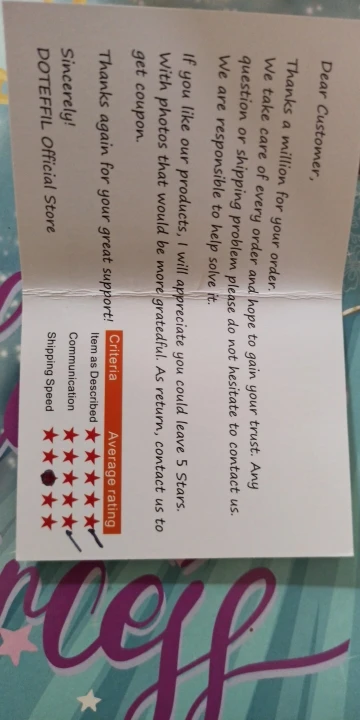 Dear Customer,
Thanks a million for your order.
We take care of every order and hope to gain your trust. Any
question or shipping problem please do not hesitate to contact us.
We are responsible to help solve it.
If you like our products, I will appreciate you could leave 5 Stars.
With photos that would be more gratedful. As return, contact us to
get coupon.
Thanks again for your great support!
Sincerely!
DOTEFFIL Official Store
Criteria Average rating
Item as Described ★★★★★
Communication ★★★★★
Shipping Speed ★★★★